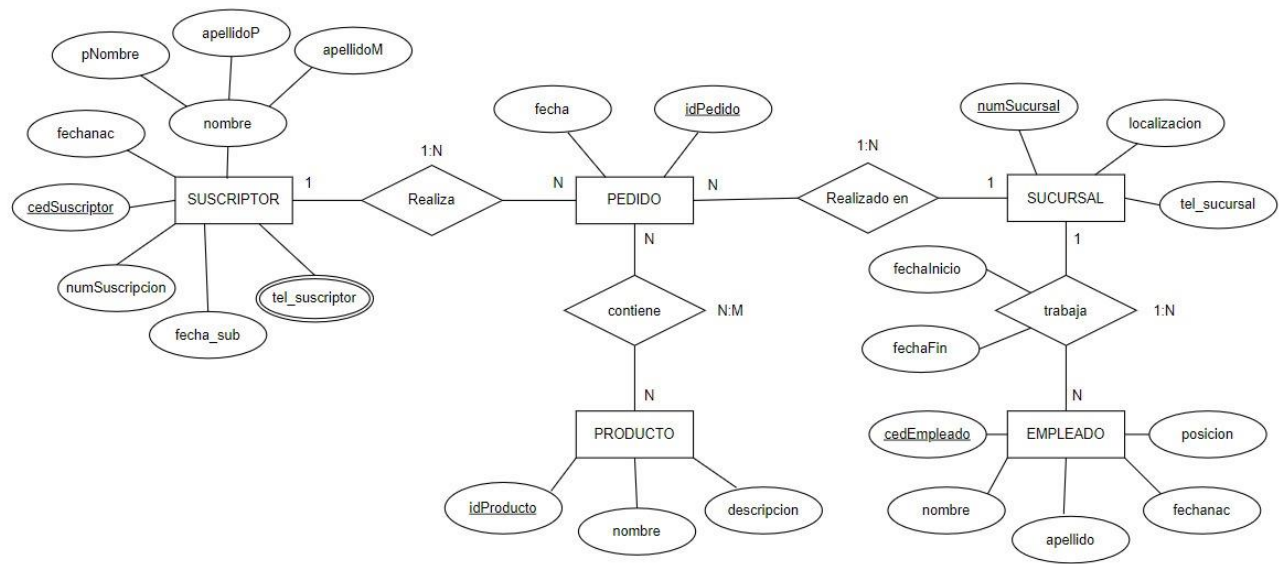 apellidoP
pNombre
apellidoM
nombre
fechanac
cedSuscriptor
SUSCRIPTOR
numSuscripcion
fecha_sub
tel_suscriptor
1
1:N
Realiza
N
fecha
idPedido
PEDIDO
N
1:N
Realizado en
1
numSucursal
localizacion
SUCURSAL
tel_sucursal
N
contiene
N:M
N
PRODUCTO
idProducto
nombre
descripcion
1
fechaInicio
trabaja
1:N
fechaFin
N
cedEmpleado
EMPLEADO
posicion
nombre
apellido
fechanac